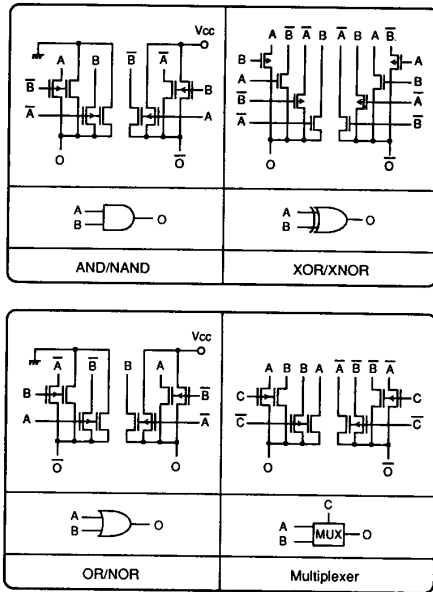 Vcc
A B B̅ A̅
B̅ B
A̅ A
O O̅
A
B
O
AND/NAND
A B̅ A̅ B A̅ B A B̅
B A
A B
B̅ A̅
A̅ B̅
O O̅
A
B
O
XOR/XNOR
Vcc
A̅ B̅ B A
B B̅
A A̅
O̅ O
A
B
O
OR/NOR
A B B A A̅ B̅ B̅ A̅
C C
C̅ C̅
O O̅
C
A
B
MUX
O
Multiplexer